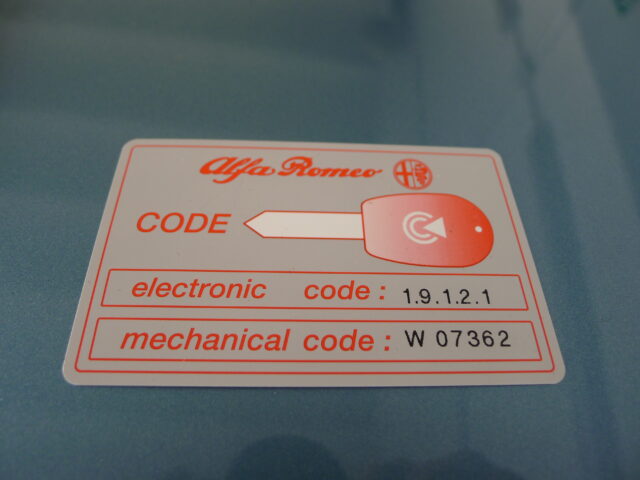 Alfa Romeo
CODE
electronic code : 1.9.1.2.1
mechanical code : W 07362